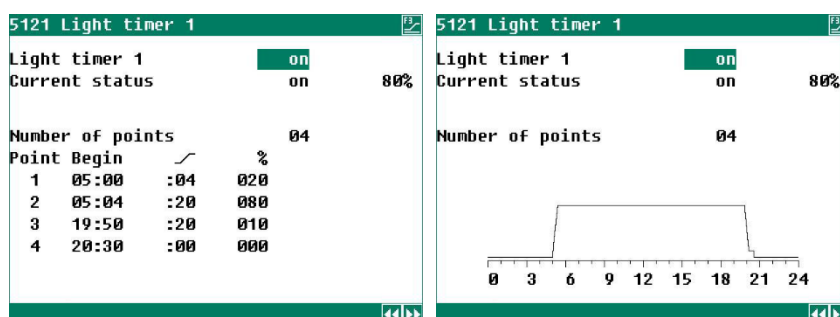 5121 Light timer 1
F3
Light timer 1 on
Current status on 80%
Number of points 04
Point Begin %
1 05:00 :04 020
2 05:04 :20 080
3 19:50 :20 010
4 20:30 :00 000
5121 Light timer 1
Light timer 1 on
Current status on 80%
Number of points 04
0 3 6 9 12 15 18 21 24